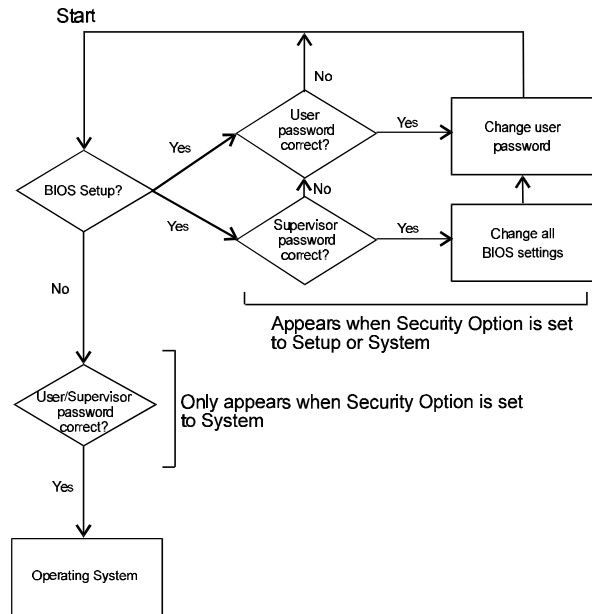 Start
No
User
password
correct?
Yes
Change user
password
Yes
BIOS Setup?
No
Yes
Supervisor
password
correct?
Yes
Change all
BIOS settings
No
Appears when Security Option is set
to Setup or System
User/Supervisor
password
correct?
Only appears when Security Option is set
to System
Yes
Operating System